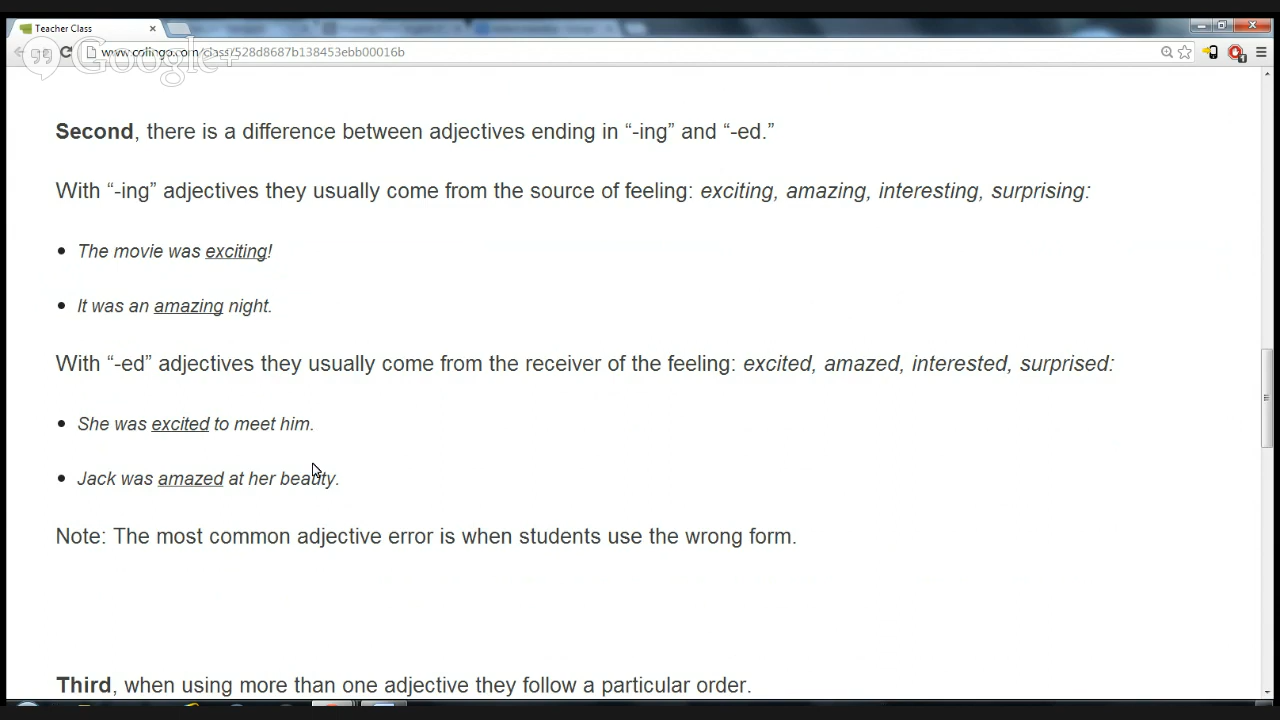 Teacher Class
Google+
www.colingo.com/class/528d8687b138453ebb00016b
Second, there is a difference between adjectives ending in “-ing” and “-ed.”
With “-ing” adjectives they usually come from the source of feeling: exciting, amazing, interesting, surprising:
• The movie was exciting!
• It was an amazing night.
With “-ed” adjectives they usually come from the receiver of the feeling: excited, amazed, interested, surprised:
• She was excited to meet him.
• Jack was amazed at her beauty.
Note: The most common adjective error is when students use the wrong form.
Third, when using more than one adjective they follow a particular order.